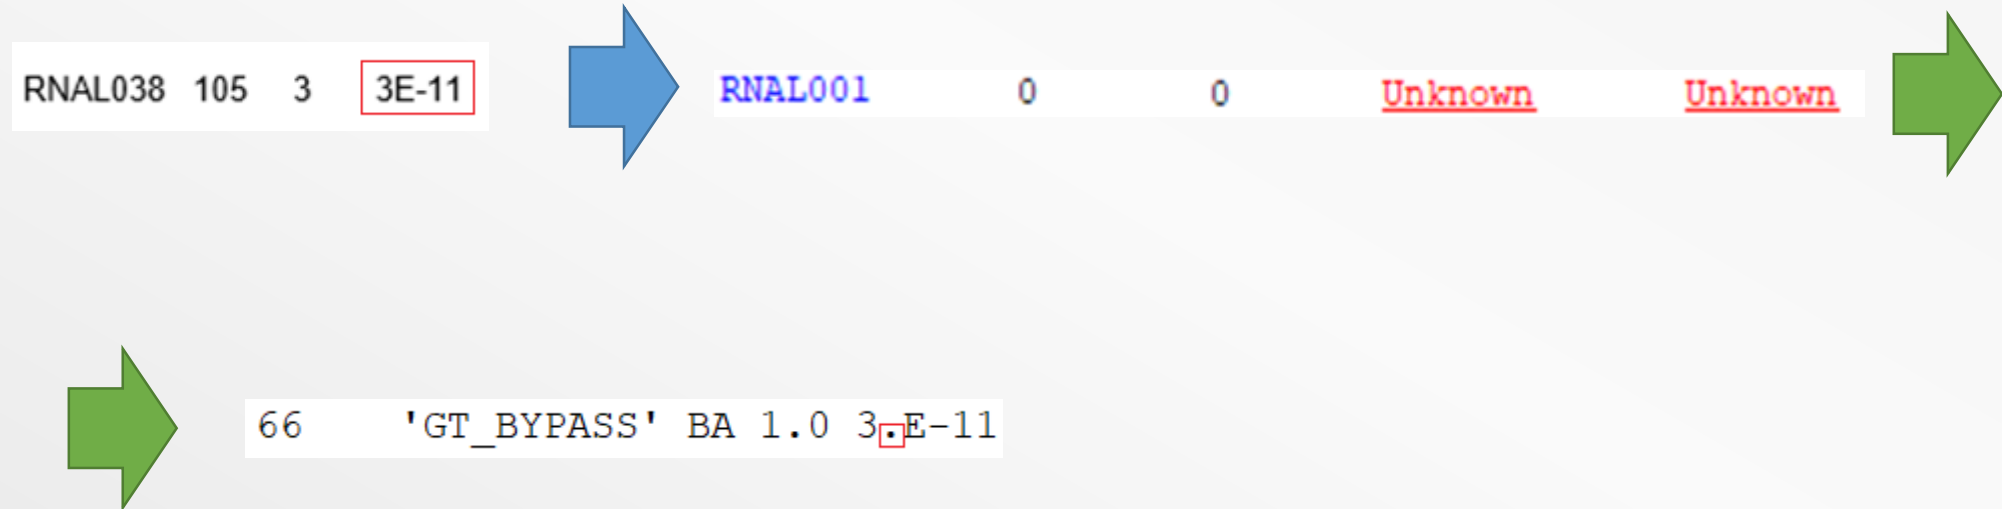 RNAL038 105 3 3E-11
RNAL001 0 0 Unknown Unknown
66 'GT_BYPASS' BA 1.0 3.E-11